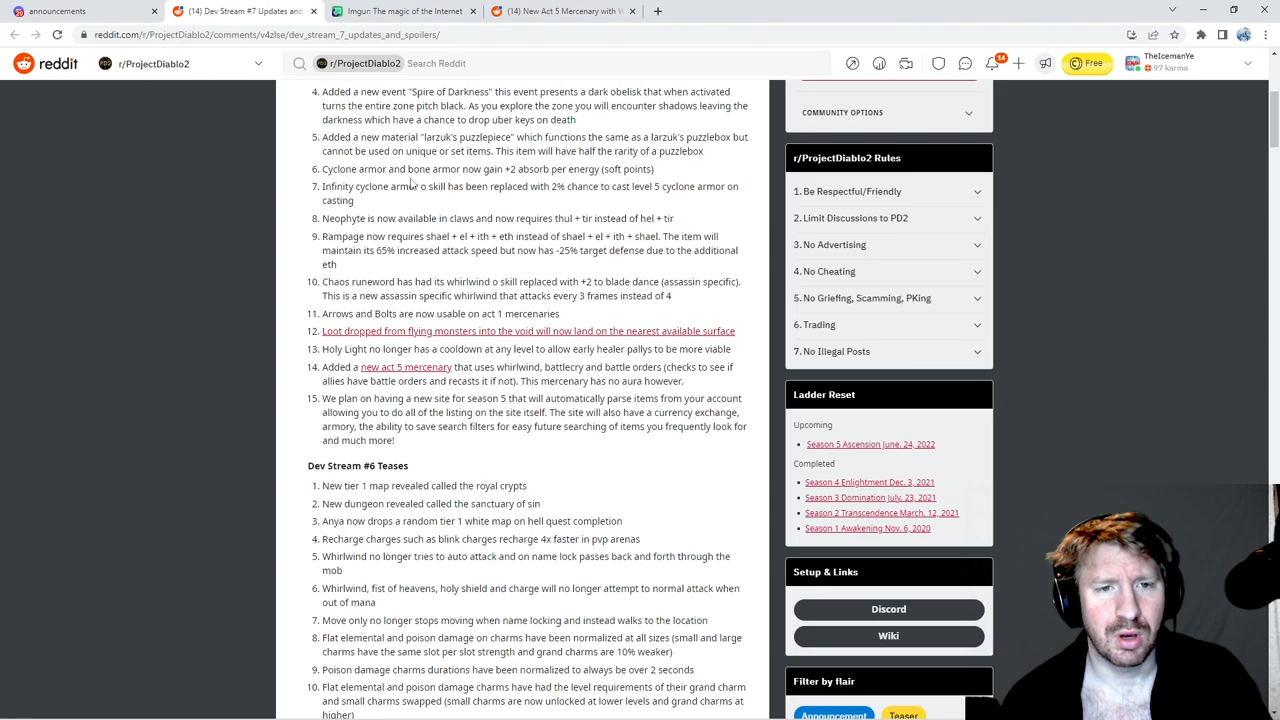 20 announcements
(14) Dev Stream #7 Updates and
Imgun The magic of the Internet
(14) New Act 5 Mercenary with W
reddit.com/r/ProjectDiablo2/comments/v4zlse/dev_stream_7_updates_and_spoilers/
reddit
r/ProjectDiablo2
r/ProjectDiablo2 Search Reddit
14
Free
TheIcemanYe
97 karma
4. Added a new event "Spire of Darkness" this event presents a dark obelisk that when activated
turns the entire zone pitch black. As you explore the zone you will encounter shadows leaving the
darkness which have a chance to drop uber keys on death
5. Added a new material "larzuk's puzzlepiece" which functions the same as a larzuk's puzzlebox but
cannot be used on unique or set items. This item will have half the rarity of a puzzlebox
6. Cyclone armor and bone armor now gain +2 absorb per energy (soft points)
7. Infinity cyclone armor o skill has been replaced with 2% chance to cast level 5 cyclone armor on
casting
8. Neophyte is now available in claws and now requires thul + tir instead of hel + tir
9. Rampage now requires shael + el + ith + eth instead of shael + el + ith + shael. The item will
maintain its 65% increased attack speed but now has -25% target defense due to the additional
eth
10. Chaos runeword has had its whirlwind o skill replaced with +2 to blade dance (assassin specific).
This is a new assassin specific whirlwind that attacks every 3 frames instead of 4
11. Arrows and Bolts are now usable on act 1 mercenaries
12. Loot dropped from flying monsters into the void will now land on the nearest available surface
13. Holy Light no longer has a cooldown at any level to allow early healer pallys to be more viable
14. Added a new act 5 mercenary that uses whirlwind, battlecry and battle orders (checks to see if
allies have battle orders and recasts it if not). This mercenary has no aura however.
15. We plan on having a new site for season 5 that will automatically parse items from your account
allowing you to do all of the listing on the site itself. The site will also have a currency exchange,
armory, the ability to save search filters for easy future searching of items you frequently look for
and much more!
Dev Stream #6 Teases
1. New tier 1 map revealed called the royal crypts
2. New dungeon revealed called the sanctuary of sin
3. Anya now drops a random tier 1 white map on hell quest completion
4. Recharge charges such as blink charges recharge 4x faster in pvp arenas
5. Whirlwind no longer tries to auto attack and on name lock passes back and forth through the
mob
6. Whirlwind, fist of heavens, holy shield and charge will no longer attempt to normal attack when
out of mana
7. Move only no longer stops moving when name locking and instead walks to the location
8. Flat elemental and poison damage on charms have been normalized at all sizes (small and large
charms have the same slot per slot strength and grand charms are 10% weaker)
9. Poison damage charms durations have been normalized to always be over 2 seconds
10. Flat elemental and poison damage charms have had the level requirements of their grand charm
and small charms swapped (small charms are now unlocked at lower levels and grand charms at
higher)
COMMUNITY OPTIONS
r/ProjectDiablo2 Rules
1. Be Respectful/Friendly
2. Limit Discussions to PD2
3. No Advertising
4. No Cheating
5. No Griefing, Scamming, PKing
6. Trading
7. No Illegal Posts
Ladder Reset
Upcoming
• Season 5 Ascension June. 24, 2022
Completed
• Season 4 Enlightment Dec. 3, 2021
• Season 3 Domination July. 23, 2021
• Season 2 Transcendence March. 12, 2021
• Season 1 Awakening Nov. 6, 2020
Setup & Links
Discord
Wiki
Filter by flair
Announcement Teaser